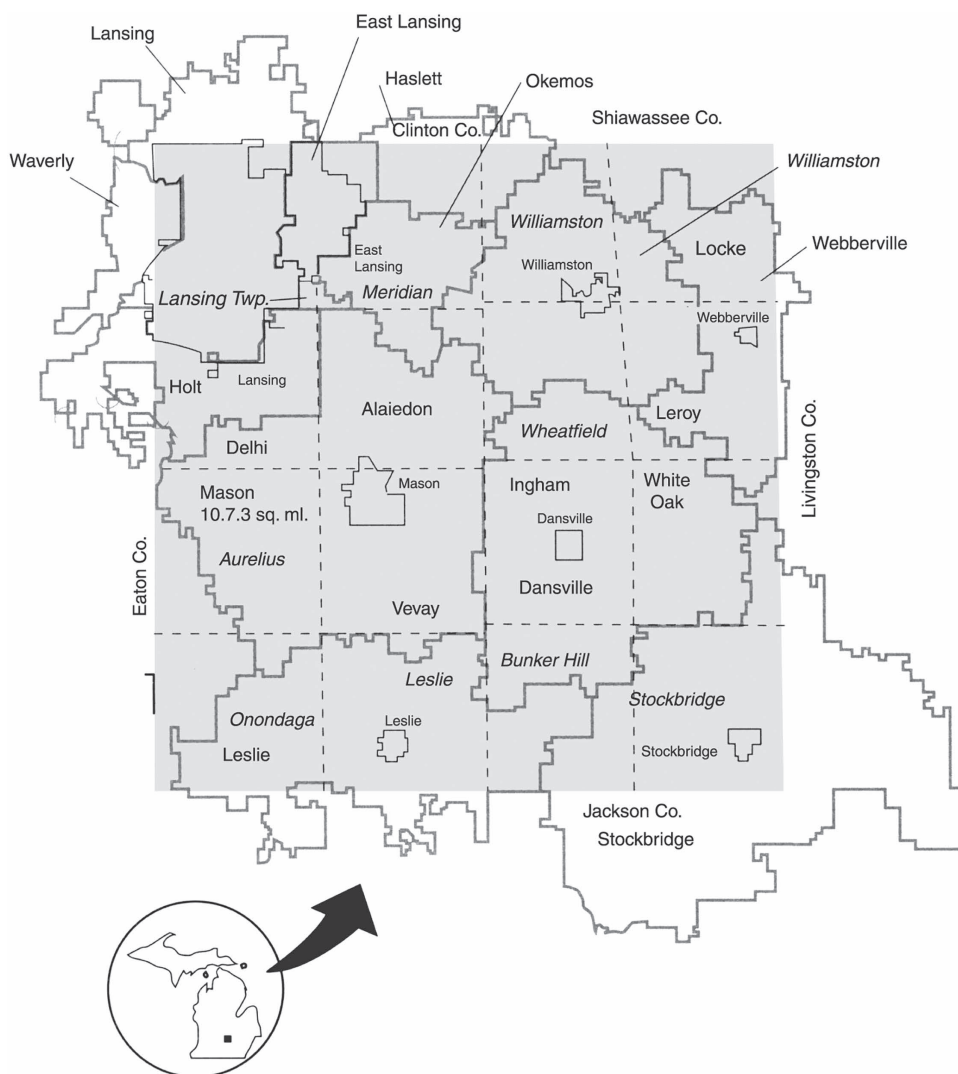 East Lansing
Lansing
Haslett
Okemos
Shiawassee Co.
Clinton Co.
Waverly
Williamston
Williamston
Locke
Webberville
East
Lansing
Williamston
Meridian
Lansing Twp.
Webberville
Holt
Lansing
Alaiedon
Leroy
Wheatfield
Delhi
Livingston Co.
Mason
10.7.3 sq. ml.
Mason
Ingham
White
Oak
Dansville
Aurelius
Eaton Co.
Dansville
Vevay
Bunker Hill
Leslie
Stockbridge
Onondaga
Leslie
Leslie
Stockbridge
Jackson Co.
Stockbridge